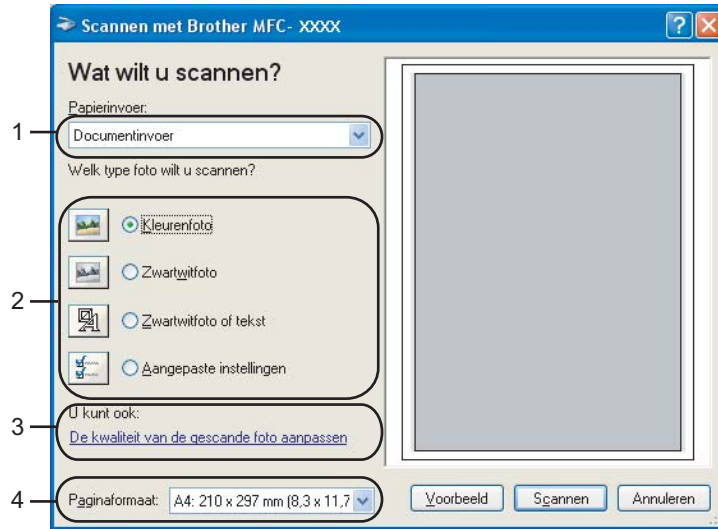 Scannen met Brother MFC- XXXX
Wat wilt u scannen?
Papierinvoer:
1
Documentinvoer
Welk type foto wilt u scannen?
2
Kleurenfoto
Zwartwitfoto
Zwartwitfoto of tekst
Aangepaste instellingen
3
U kunt ook:
De kwaliteit van de gescande foto aanpassen
4
Paginaformaat: A4: 210 x 297 mm (8,3 x 11,7
Voorbeeld Scannen Annuleren